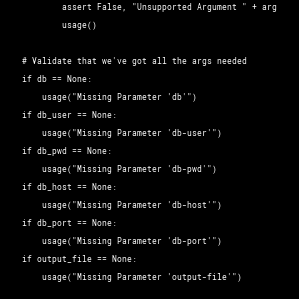 assert False, "Unsupported Argument " + arg
usage()
# Validate that we've got all the args needed
if db == None:
usage("Missing Parameter 'db'")
if db_user == None:
usage("Missing Parameter 'db-user'")
if db_pwd == None:
usage("Missing Parameter 'db-pwd'")
if db_host == None:
usage("Missing Parameter 'db-host'")
if db_port == None:
usage("Missing Parameter 'db-port'")
if output_file == None:
usage("Missing Parameter 'output-file'")